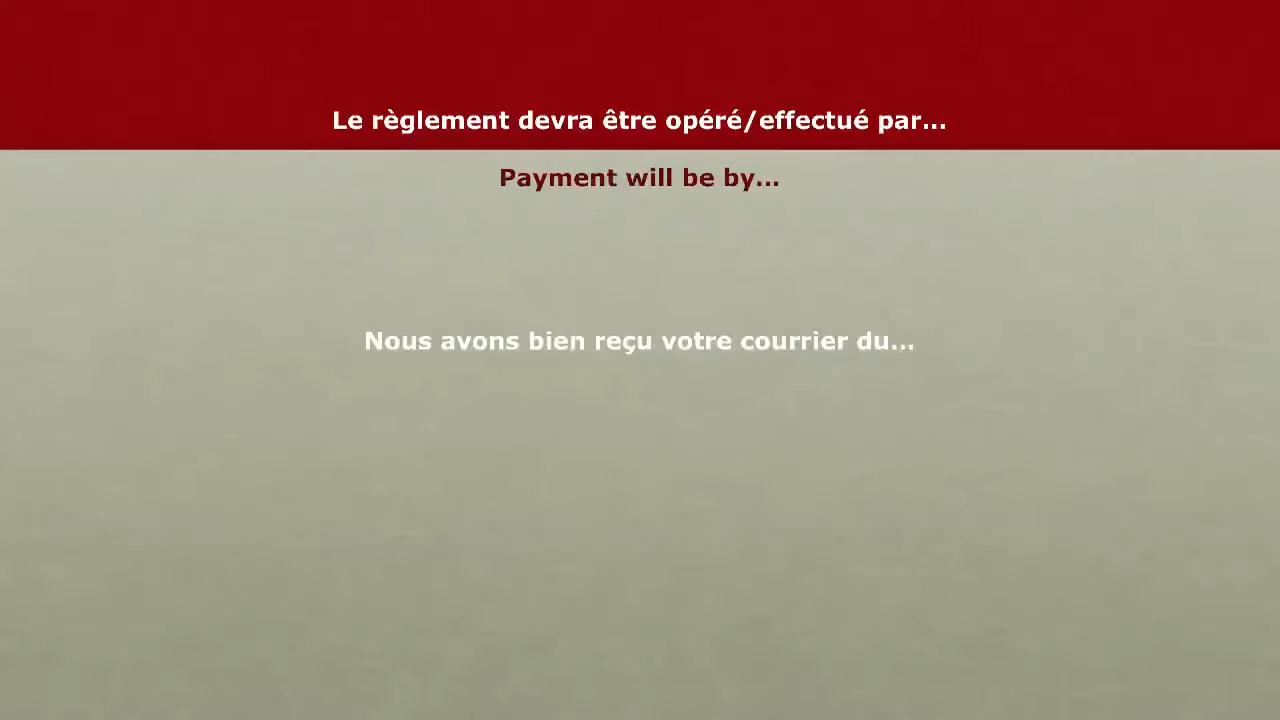 Le règlement devra être opéré/effectué par...
Payment will be by...
Nous avons bien reçu votre courrier du...